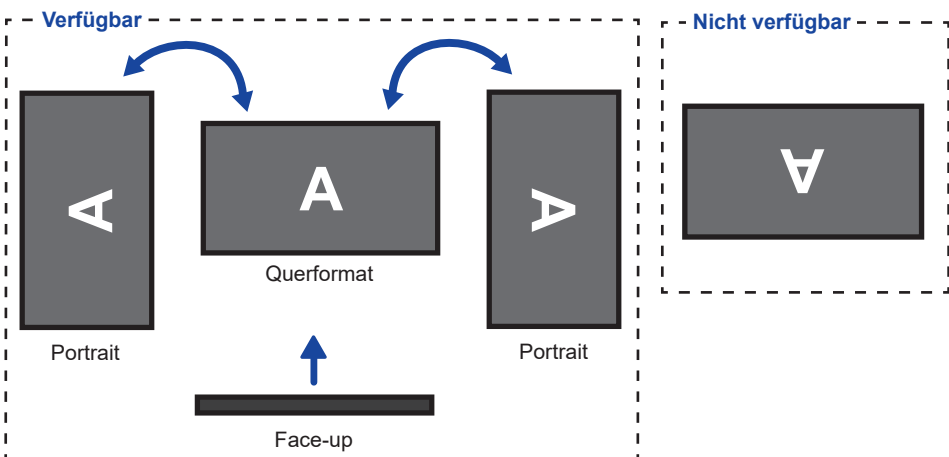 Verfügbar
Nicht verfügbar
A
A
A
A
Querformat
Portrait
Portrait
Face-up